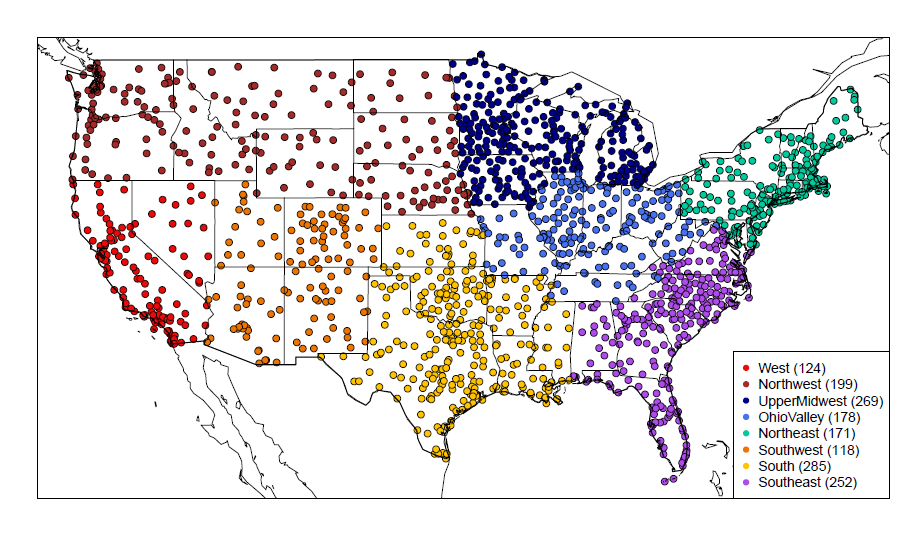 West (124)
Northwest (199)
UpperMidwest (269)
OhioValley (178)
Northeast (171)
Southwest (118)
South (285)
Southeast (252)